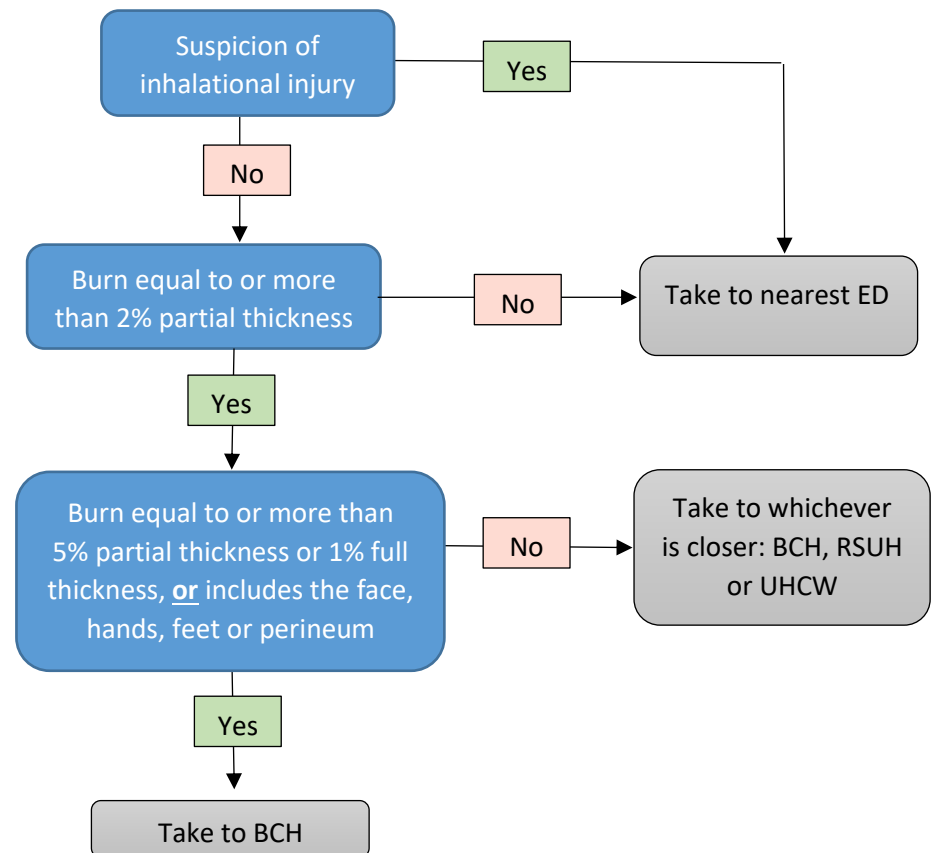 Suspicion of
inhalational injury
Yes
No
Burn equal to or more
than 2% partial thickness
No
Take to nearest ED
Yes
Burn equal to or more than
5% partial thickness or 1% full
thickness, or includes the face,
hands, feet or perineum
No
Take to whichever
is closer: BCH, RSUH
or UHCW
Yes
Take to BCH